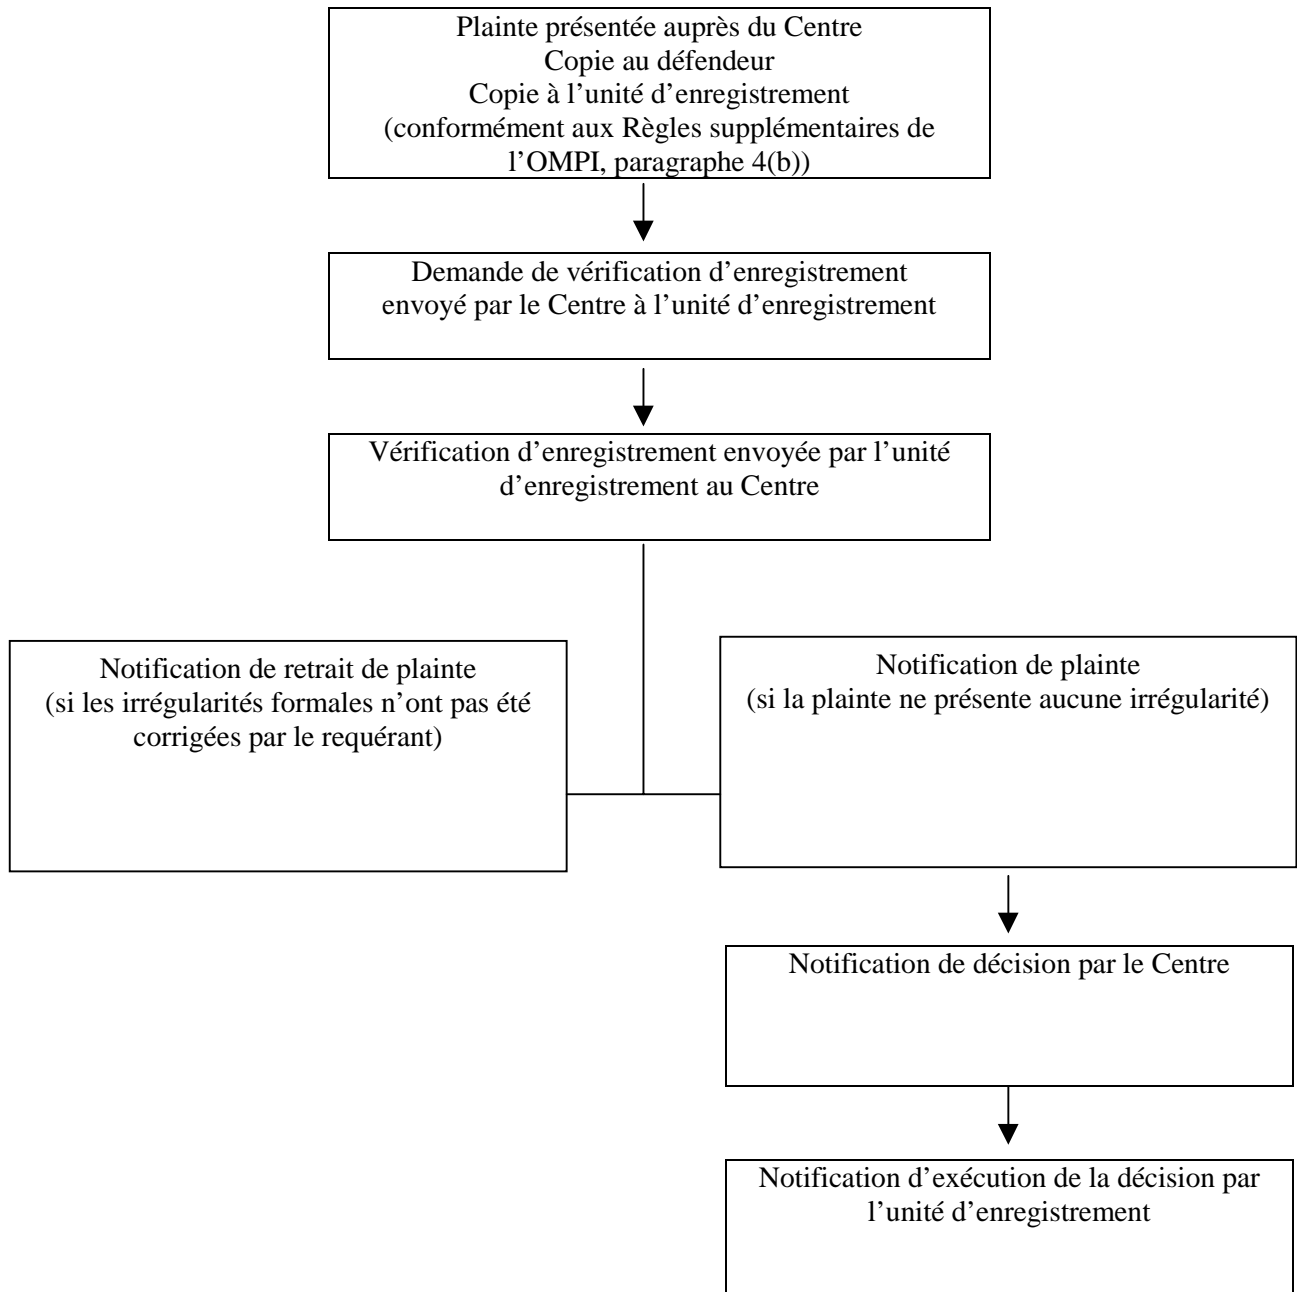 Plainte présentée auprès du Centre
Copie au défendeur
Copie à l’unité d’enregistrement
(conformément aux Règles supplémentaires de
l’OMPI, paragraphe 4(b))
Demande de vérification d’enregistrement
envoyé par le Centre à l’unité d’enregistrement
Vérification d’enregistrement envoyée par l’unité
d’enregistrement au Centre
Notification de retrait de plainte
(si les irrégularités formales n’ont pas été
corrigées par le requérant)
Notification de plainte
(si la plainte ne présente aucune irrégularité)
Notification de décision par le Centre
Notification d’exécution de la décision par
l’unité d’enregistrement